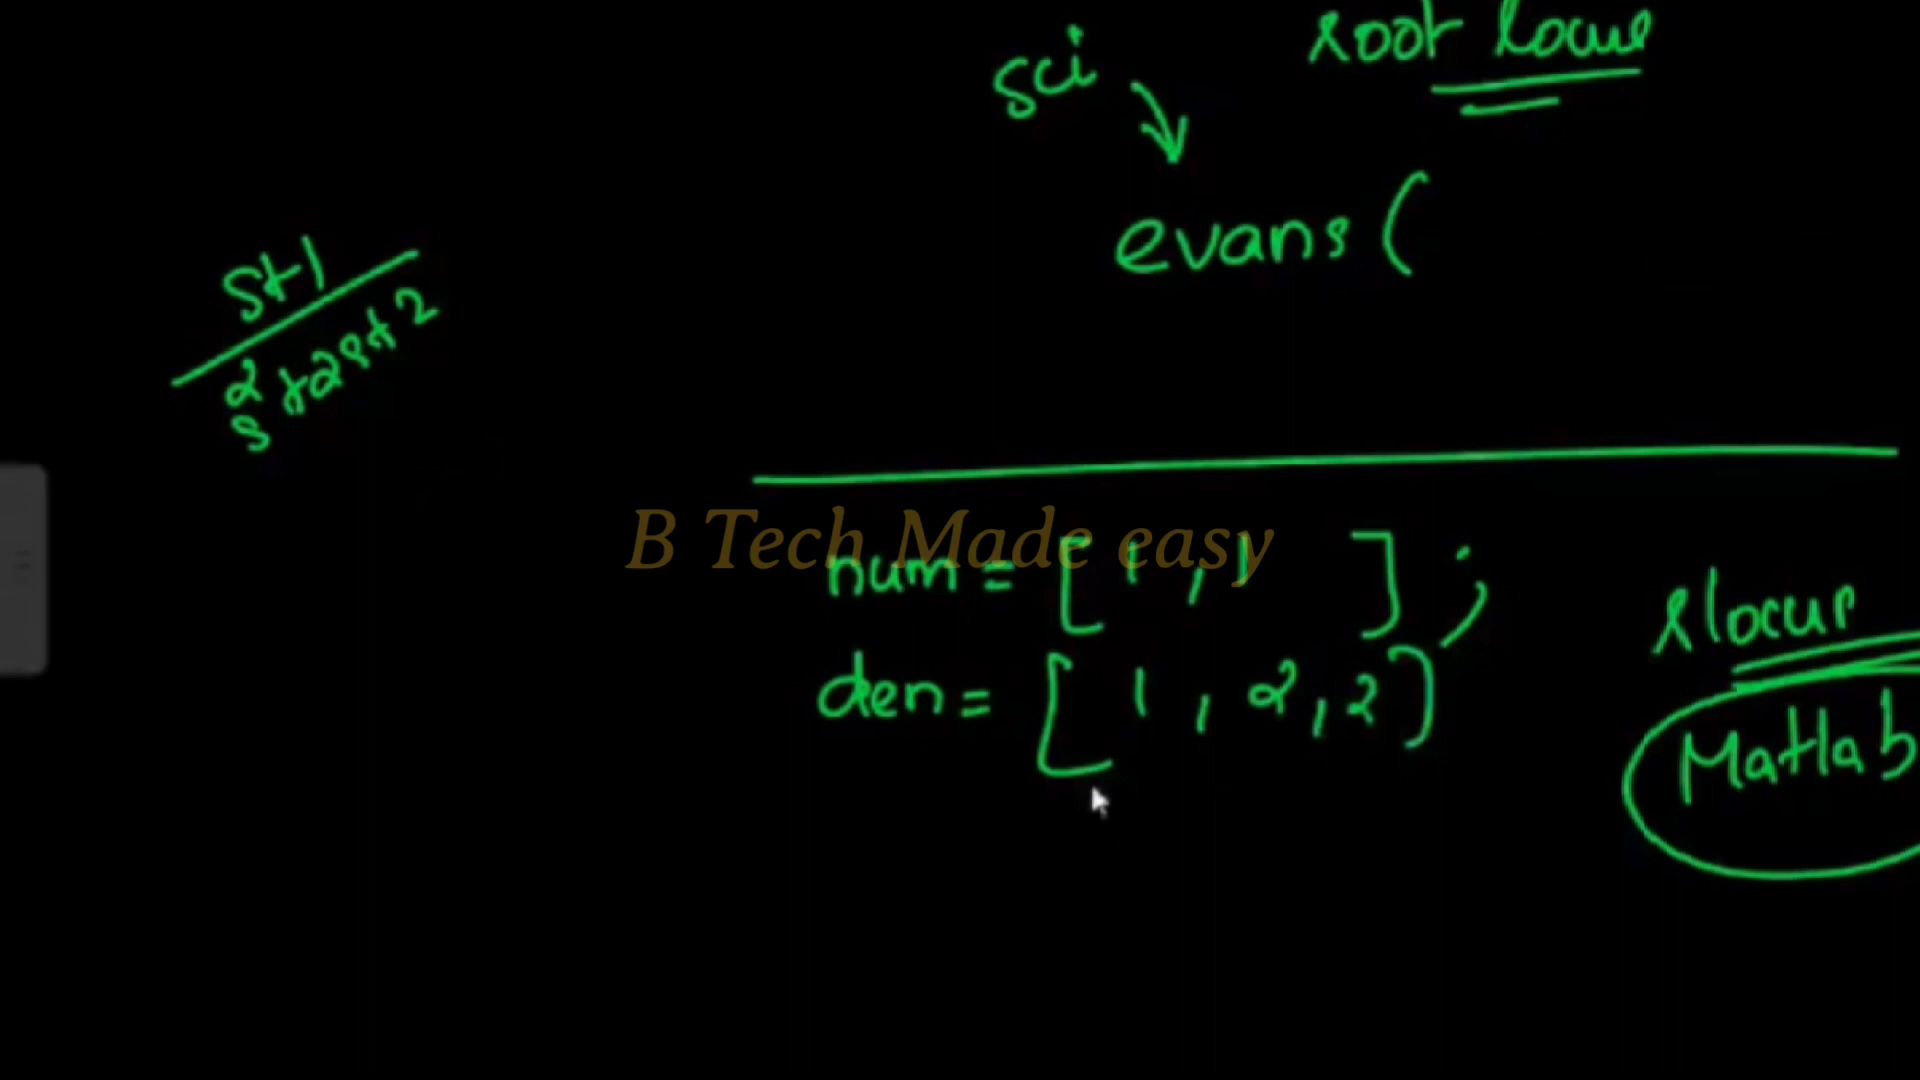 root locus
sci
evans (
s+1
s²+2s+2
B Tech Made easy
num = [ 1 , 1 ] ;
den = [ 1 , 2 , 2 ]
rlocus
Matlab